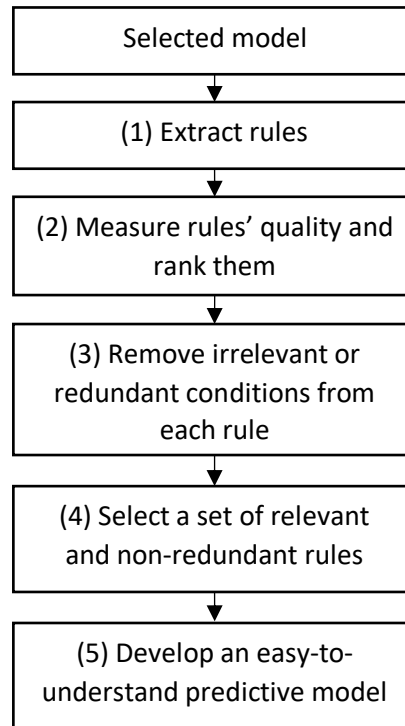 Selected model
(1) Extract rules
(2) Measure rules’ quality and
rank them
(3) Remove irrelevant or
redundant conditions from
each rule
(4) Select a set of relevant
and non-redundant rules
(5) Develop an easy-to-
understand predictive model